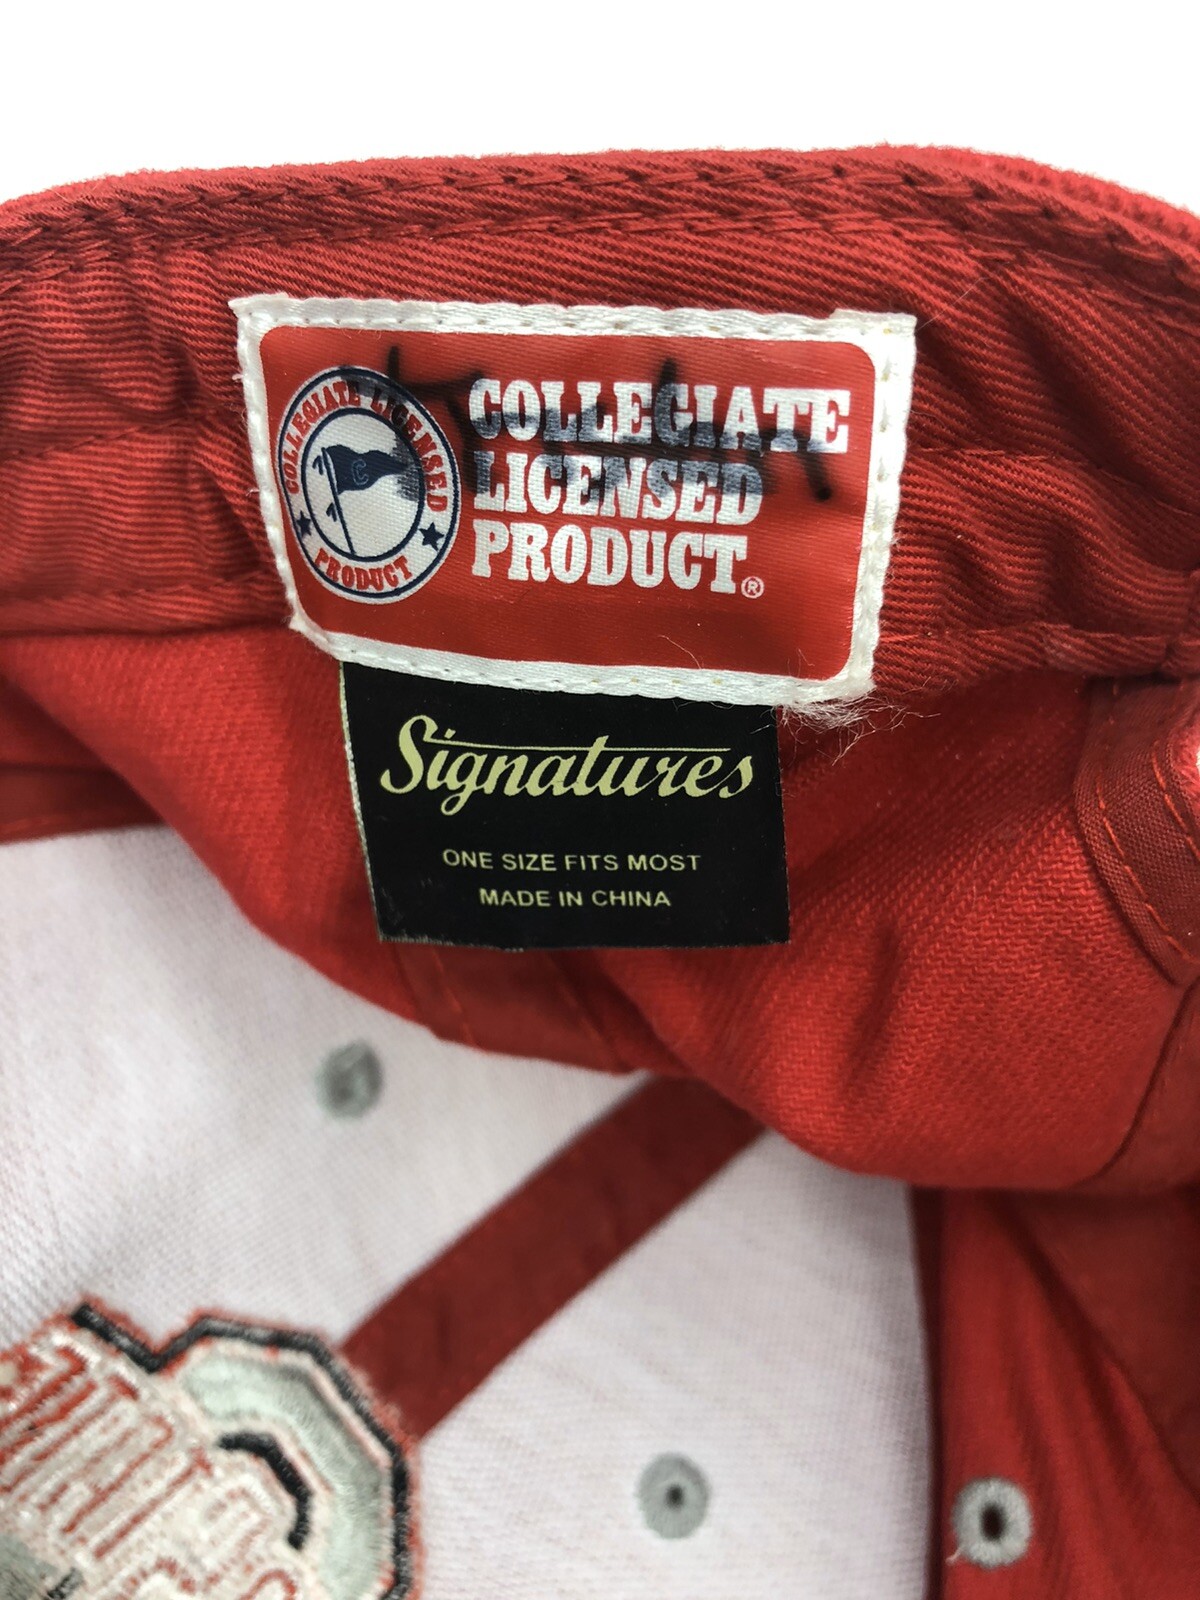 COLLEGIATE LICENSED
PRODUCT
C
COLLEGIATE
LICENSED
PRODUCT®
Signatures
ONE SIZE FITS MOST
MADE IN CHINA